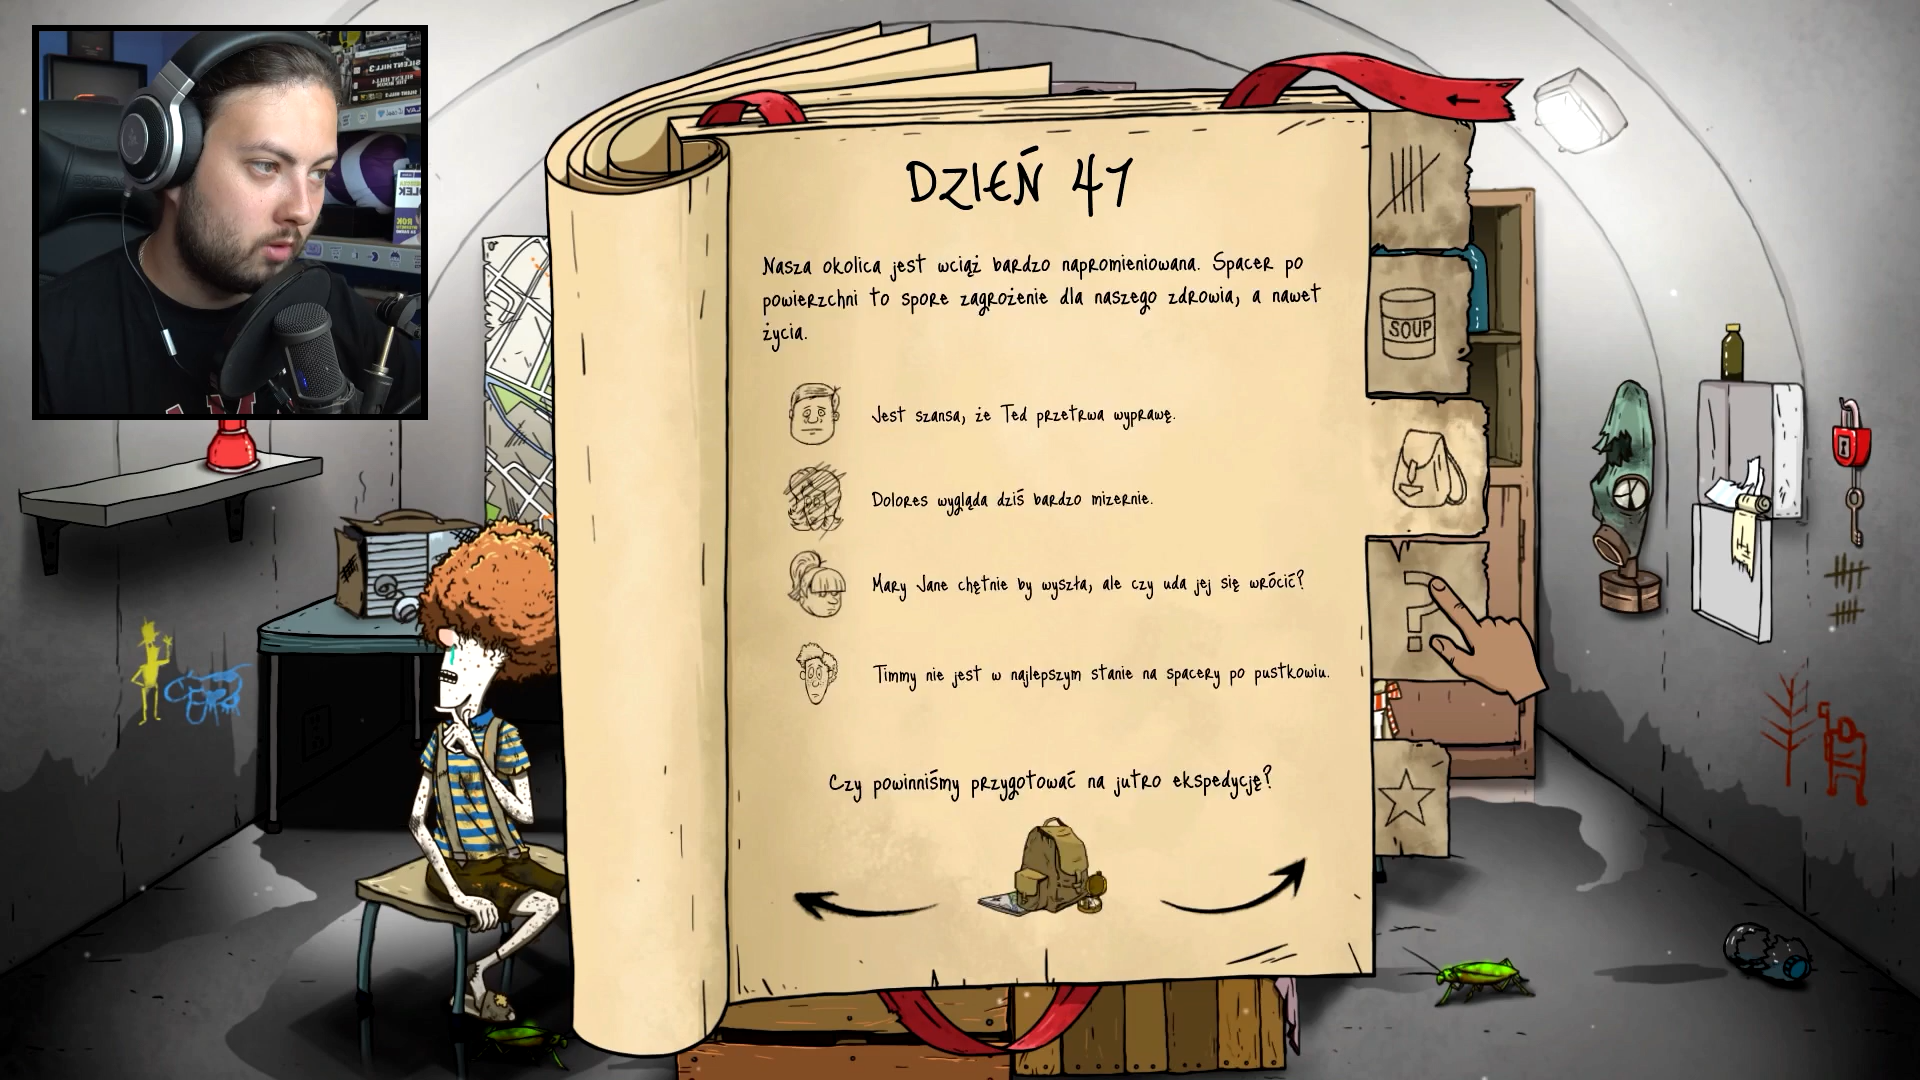 SILENT HILL 3
DZIEŃ 47
Nasza okolica jest wciąż bardzo napromieniowana. Spacer po
powierzchni to spore zagrożenie dla naszego zdrowia, a nawet
życia.
SOUP
Jest szansa, że Ted przetrwa wyprawę.
Dolores wygląda dziś bardzo mizernie.
Mary Jane chętnie by wyszła, ale czy uda jej się wrócić?
?
Timmy nie jest w najlepszym stanie na spacery po pustkowiu.
Czy powinniśmy przygotować na jutro ekspedycję?